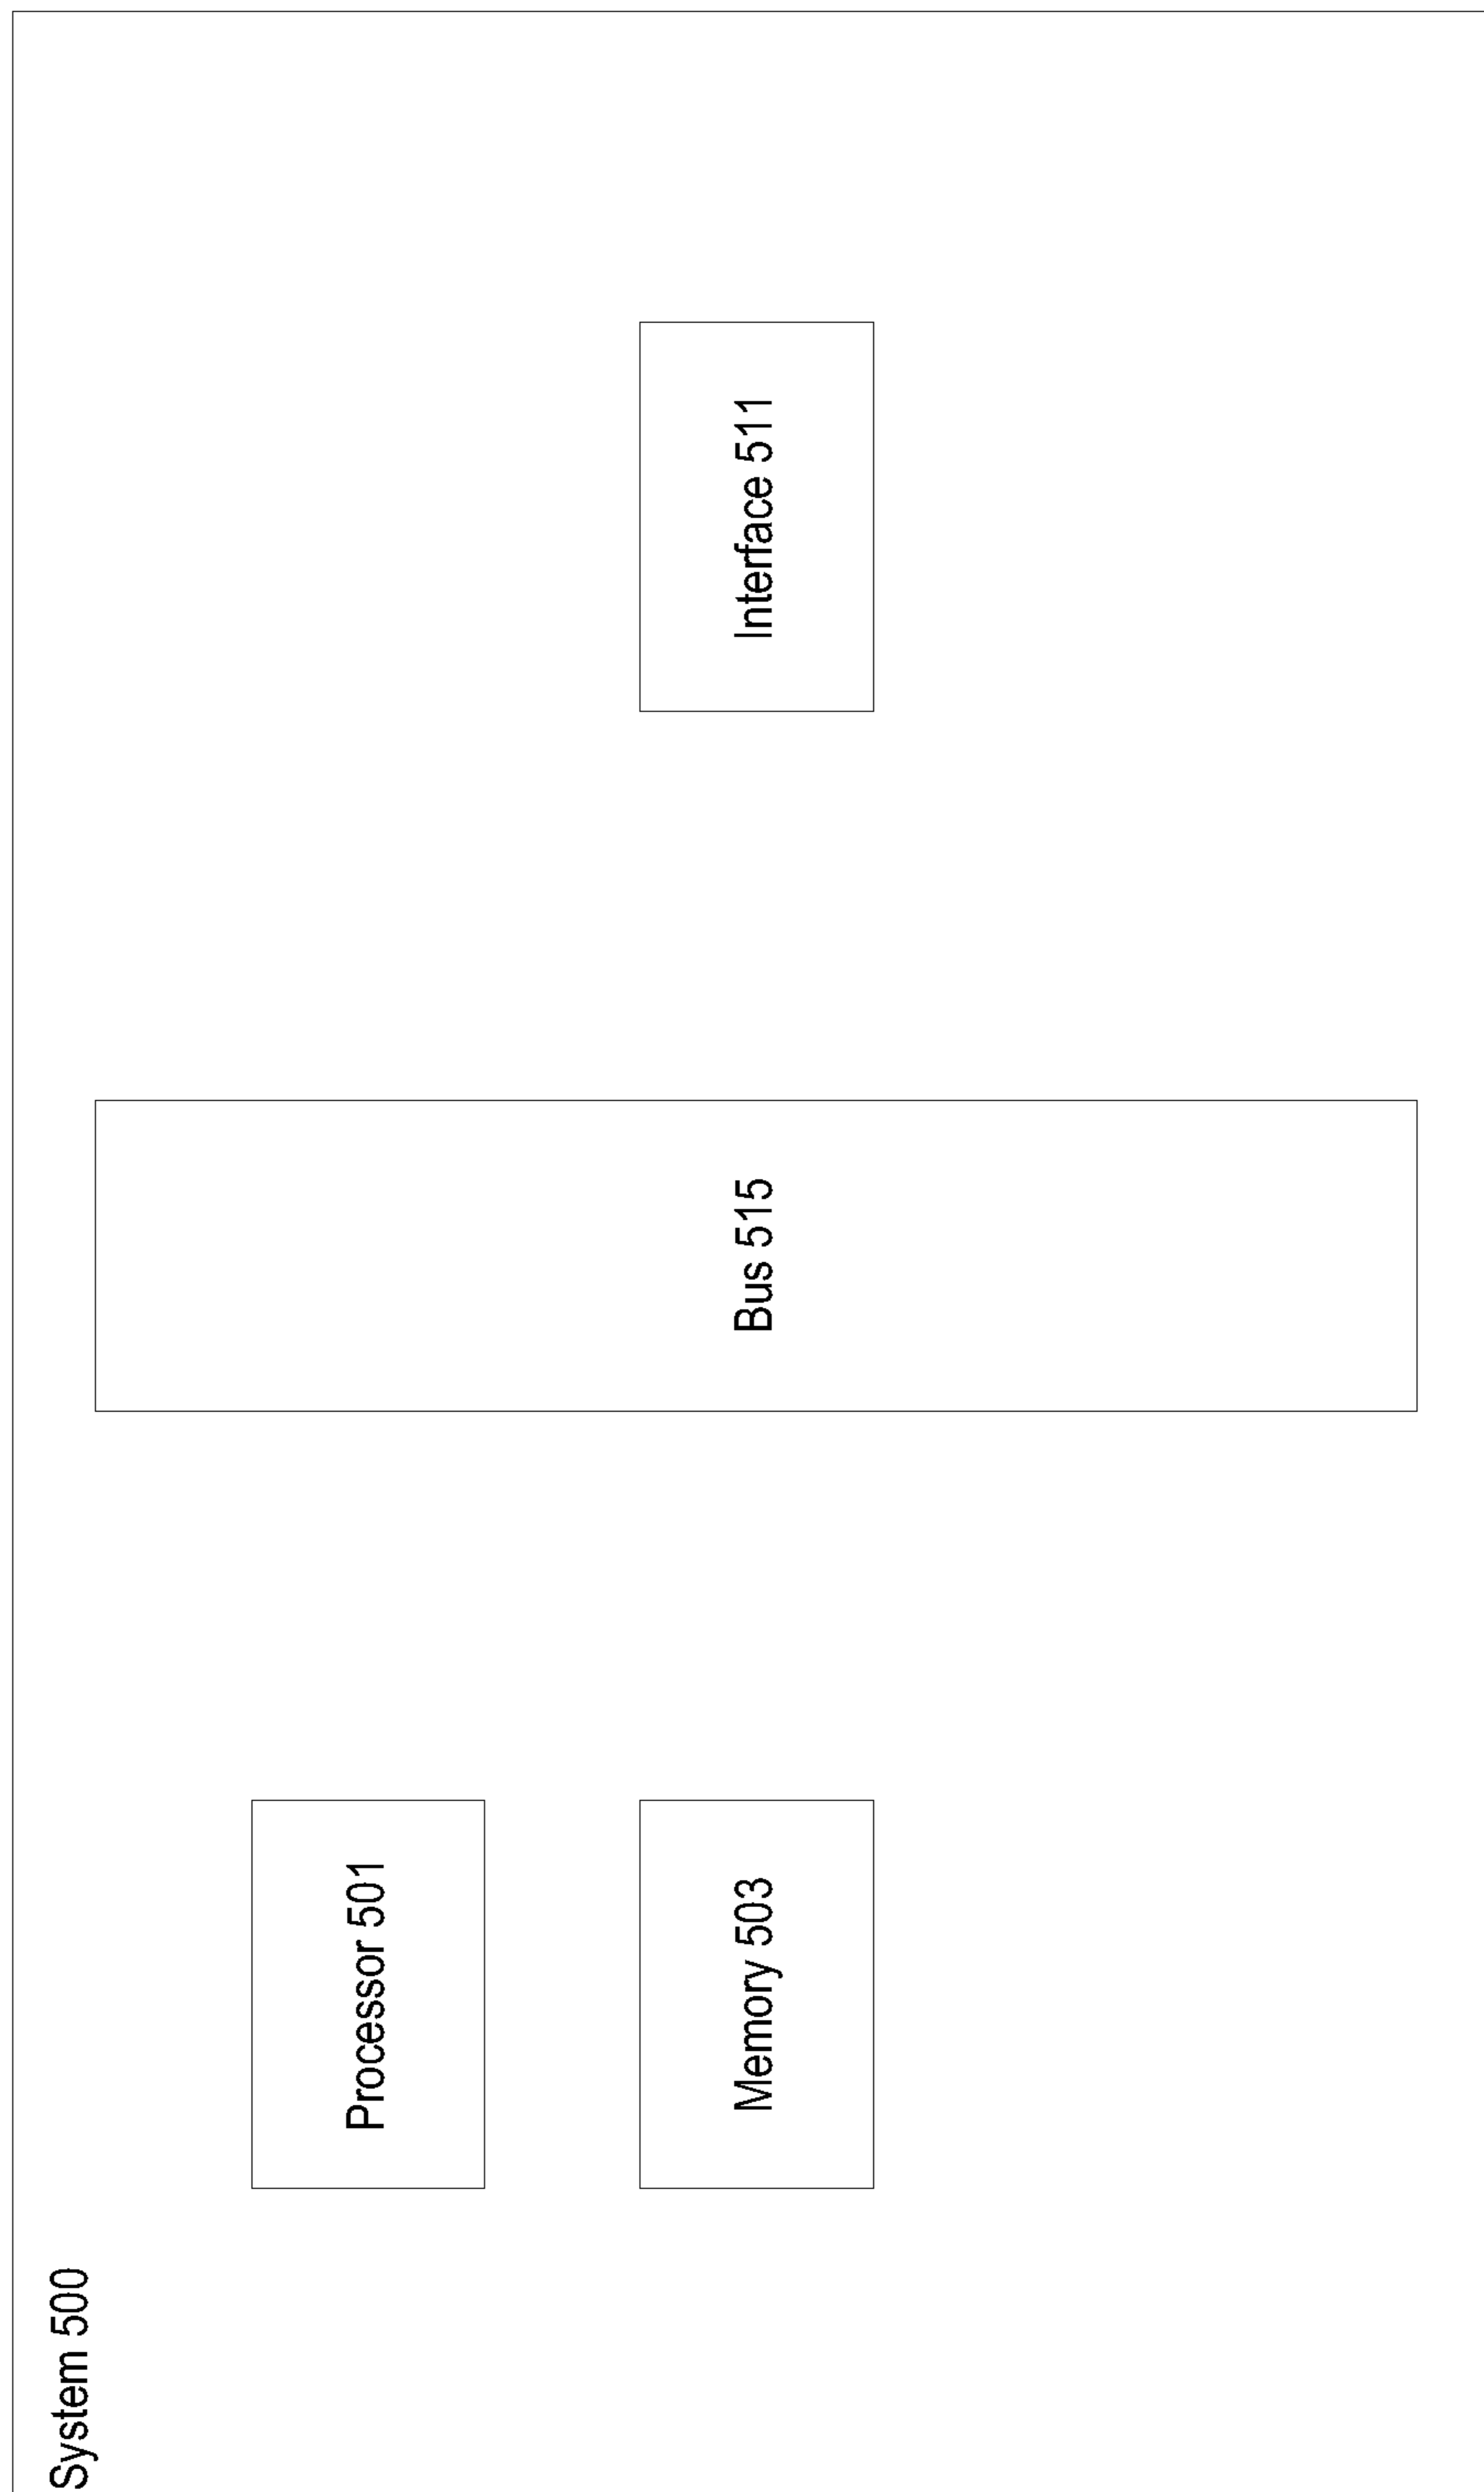 System 500
Processor 501
Memory 503
Bus 515
Interface 511